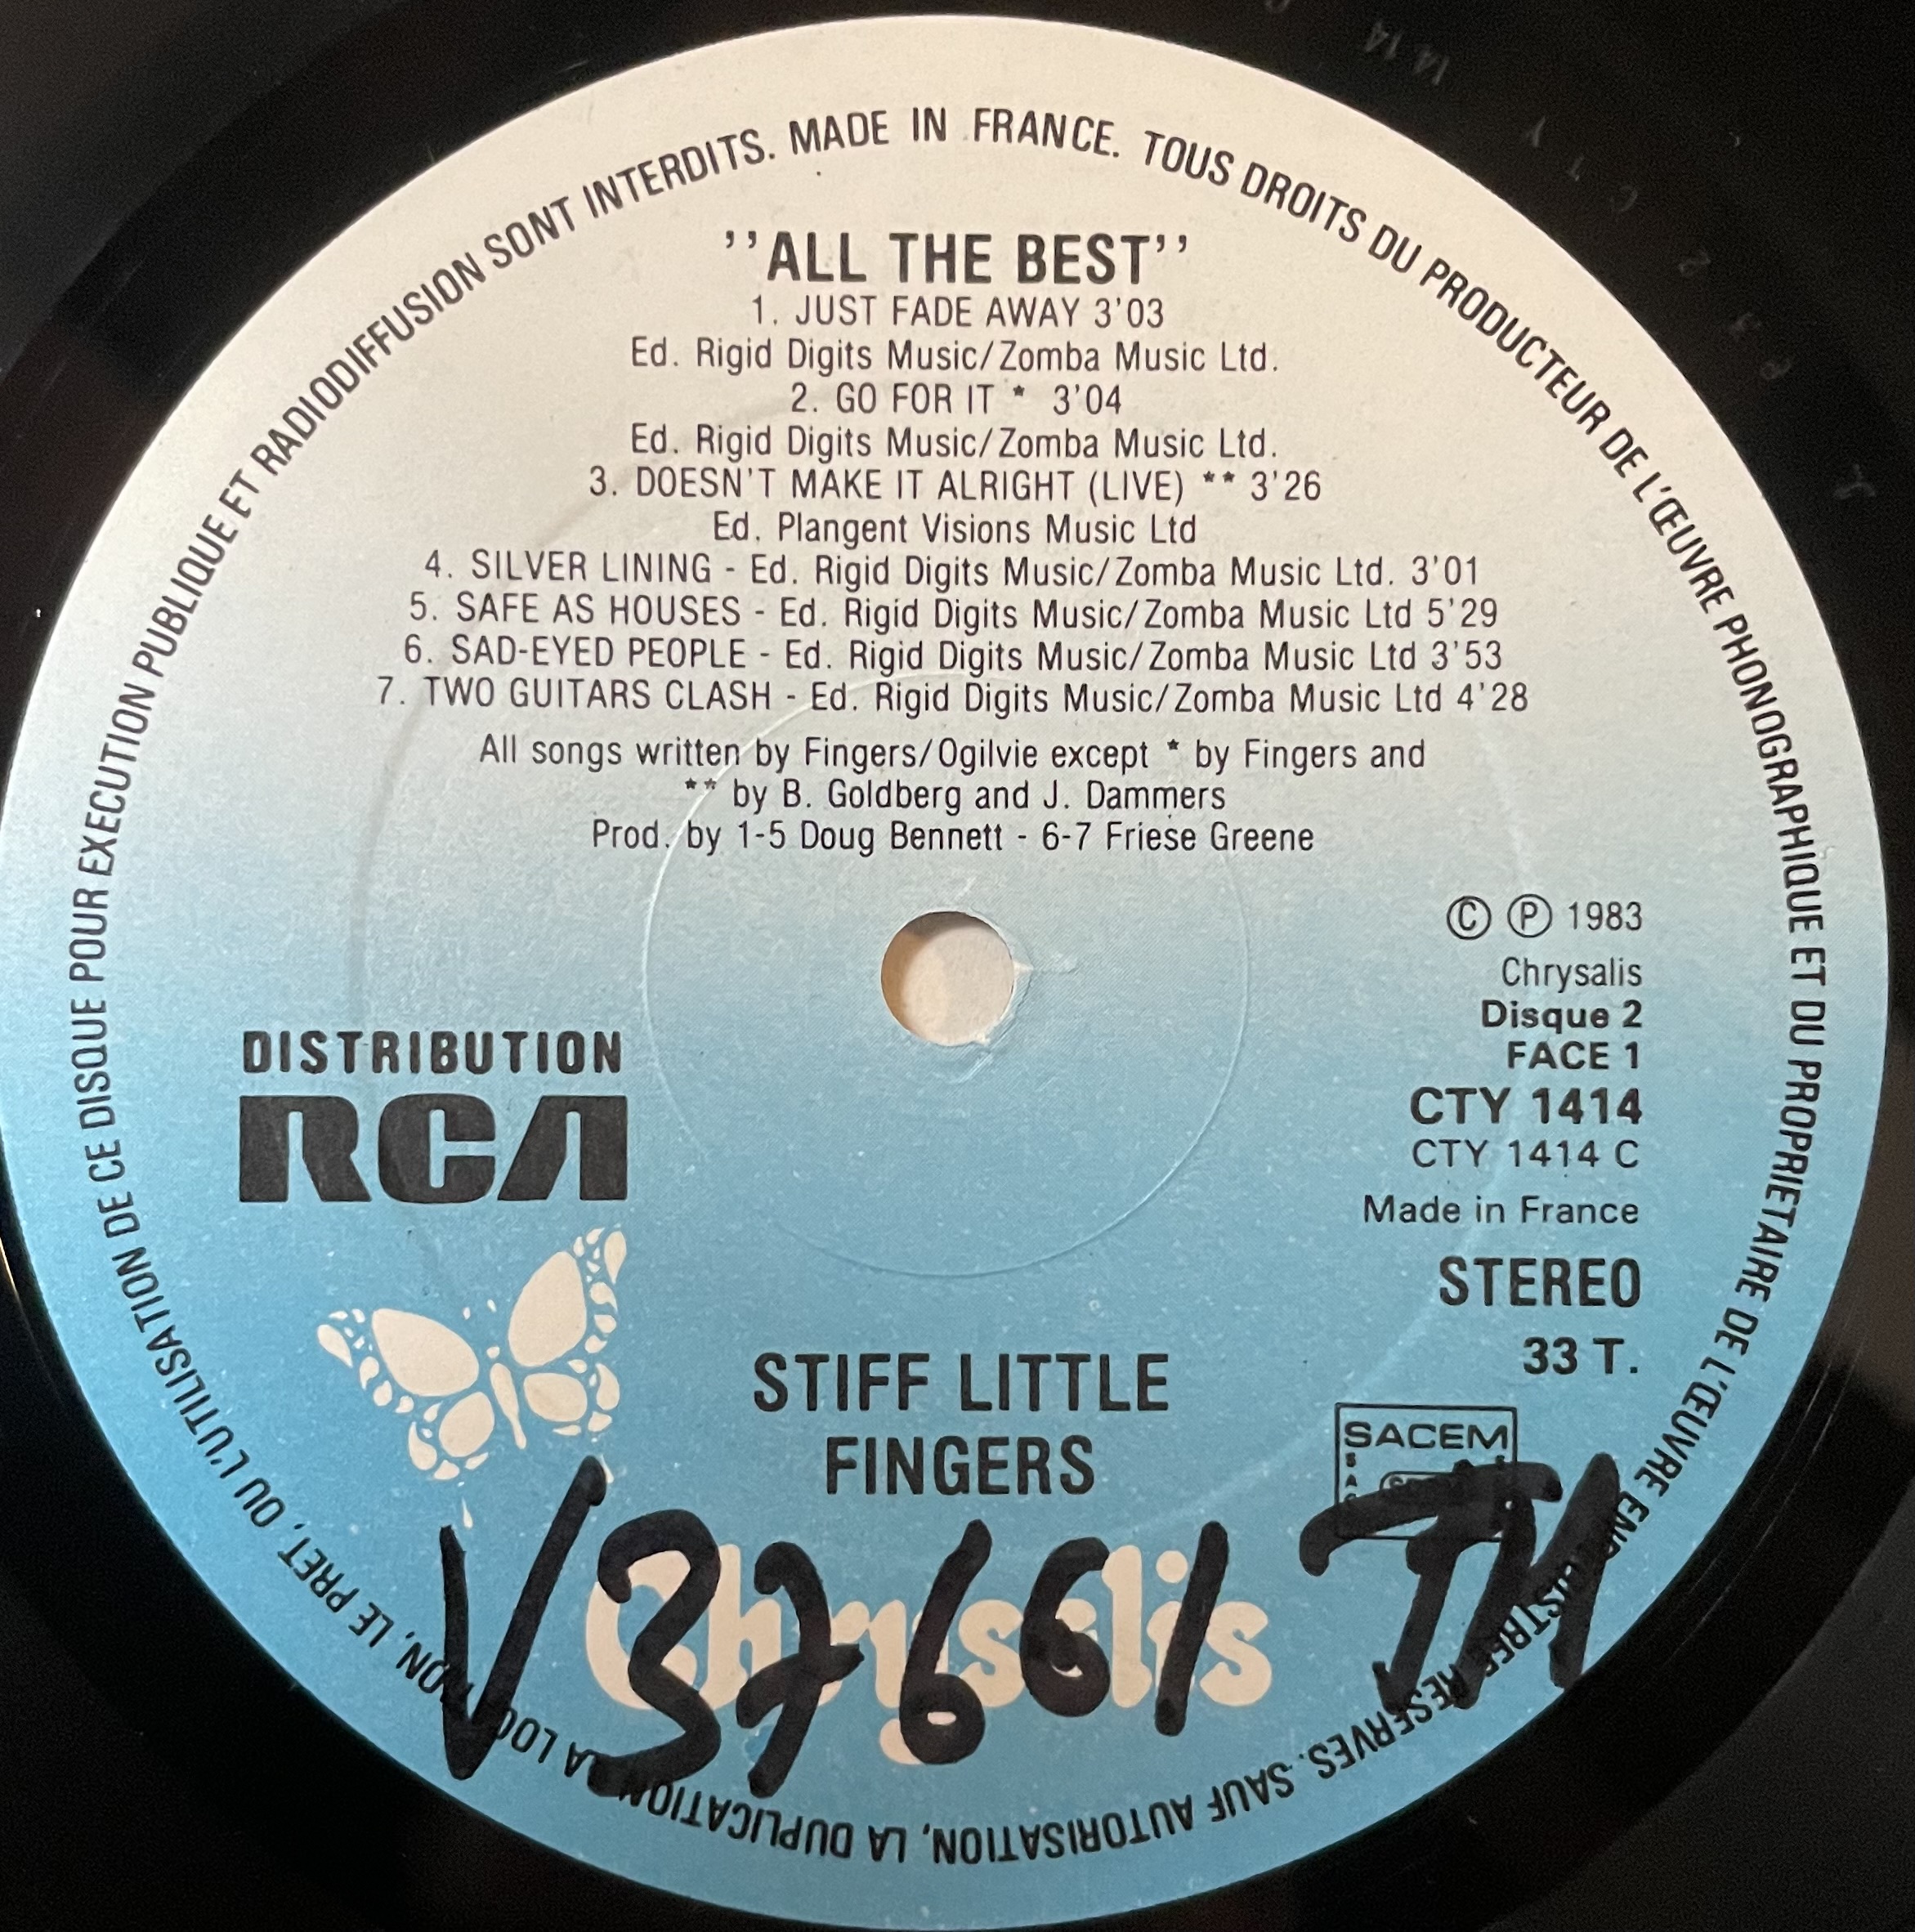 TOUS DROITS DU PRODUCTEUR DE L'ŒUVRE PHONOGRAPHIQUE ET DU PROPRIETAIRE DE L'ŒUVRE ENREGISTREE RESERVES. SAUF AUTORISATION, LA DUPLICATION, LA LOCATION, LE PRET, OU L'UTILISATION DE CE DISQUE POUR EXECUTION PUBLIQUE ET RADIODIFFUSION SONT INTERDITS. MADE IN FRANCE.
''ALL THE BEST''
1. JUST FADE AWAY 3'03
Ed. Rigid Digits Music/Zomba Music Ltd.
2. GO FOR IT * 3'04
Ed. Rigid Digits Music/Zomba Music Ltd.
3. DOESN'T MAKE IT ALRIGHT (LIVE) ** 3'26
Ed. Plangent Visions Music Ltd
4. SILVER LINING - Ed. Rigid Digits Music/Zomba Music Ltd. 3'01
5. SAFE AS HOUSES - Ed. Rigid Digits Music/Zomba Music Ltd 5'29
6. SAD-EYED PEOPLE - Ed. Rigid Digits Music/Zomba Music Ltd 3'53
7. TWO GUITARS CLASH - Ed. Rigid Digits Music/Zomba Music Ltd 4'28
All songs written by Fingers/Ogilvie except * by Fingers and
** by B. Goldberg and J. Dammers
Prod. by 1-5 Doug Bennett - 6-7 Friese Greene
© ℗ 1983
Chrysalis
Disque 2
FACE 1
CTY 1414
CTY 1414 C
Made in France
STEREO
33 T.
DISTRIBUTION
RCA
STIFF LITTLE
FINGERS
SACEM
Chrysalis
V37661